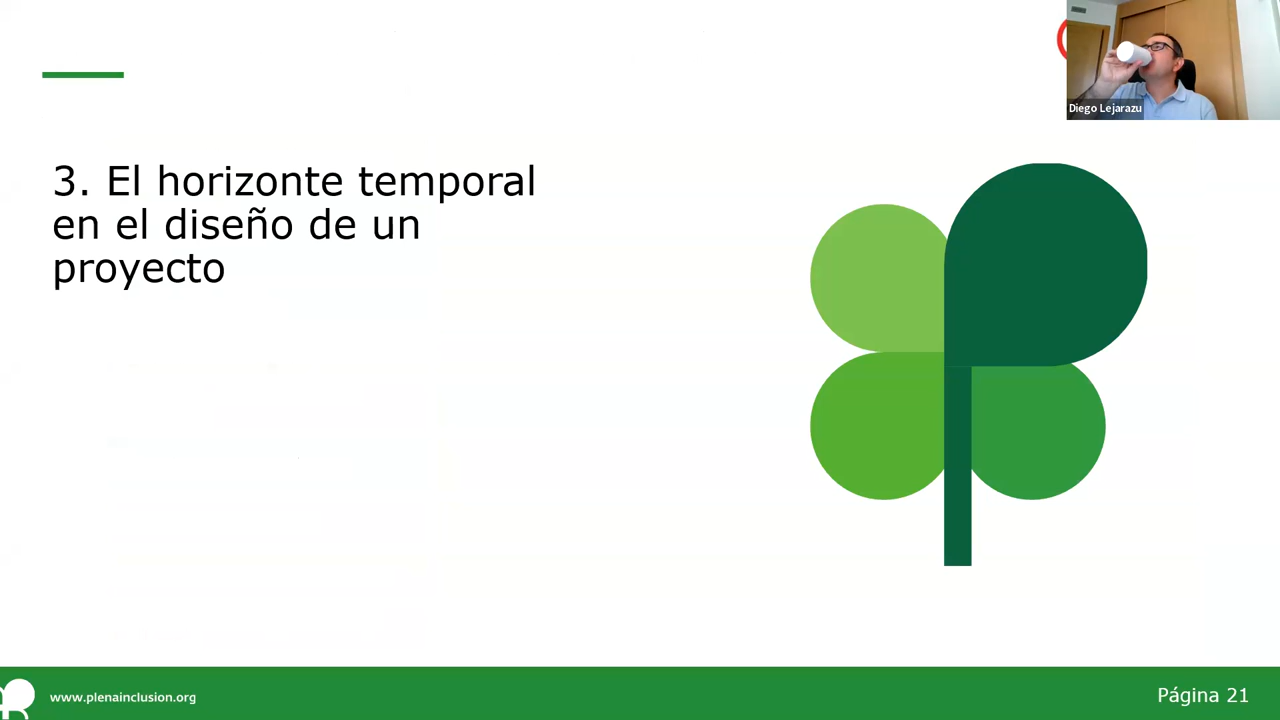 Diego Lejarazu
3. El horizonte temporal
en el diseño de un
proyecto
www.plenainclusion.org
Página 21